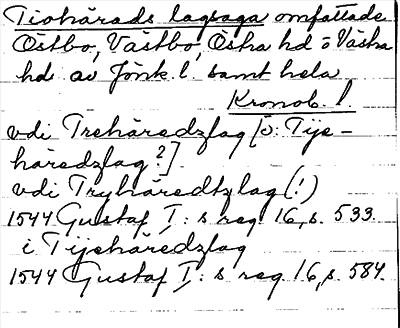 Tiohärads lagsaga omfattade
Östbo, Västbo, Östra hd o Västra
hd av Jönk. l. samt hela
Kronob. l.
vdi Trehäredzlag [ɔ: Tije-
häredzlag?].
vdi Tryhäredtzlag (!)
1544 Gustaf I:s reg 16, s. 533.
i Tijehäredzlag
1544 Gustaf I:s reg 16, s. 584.